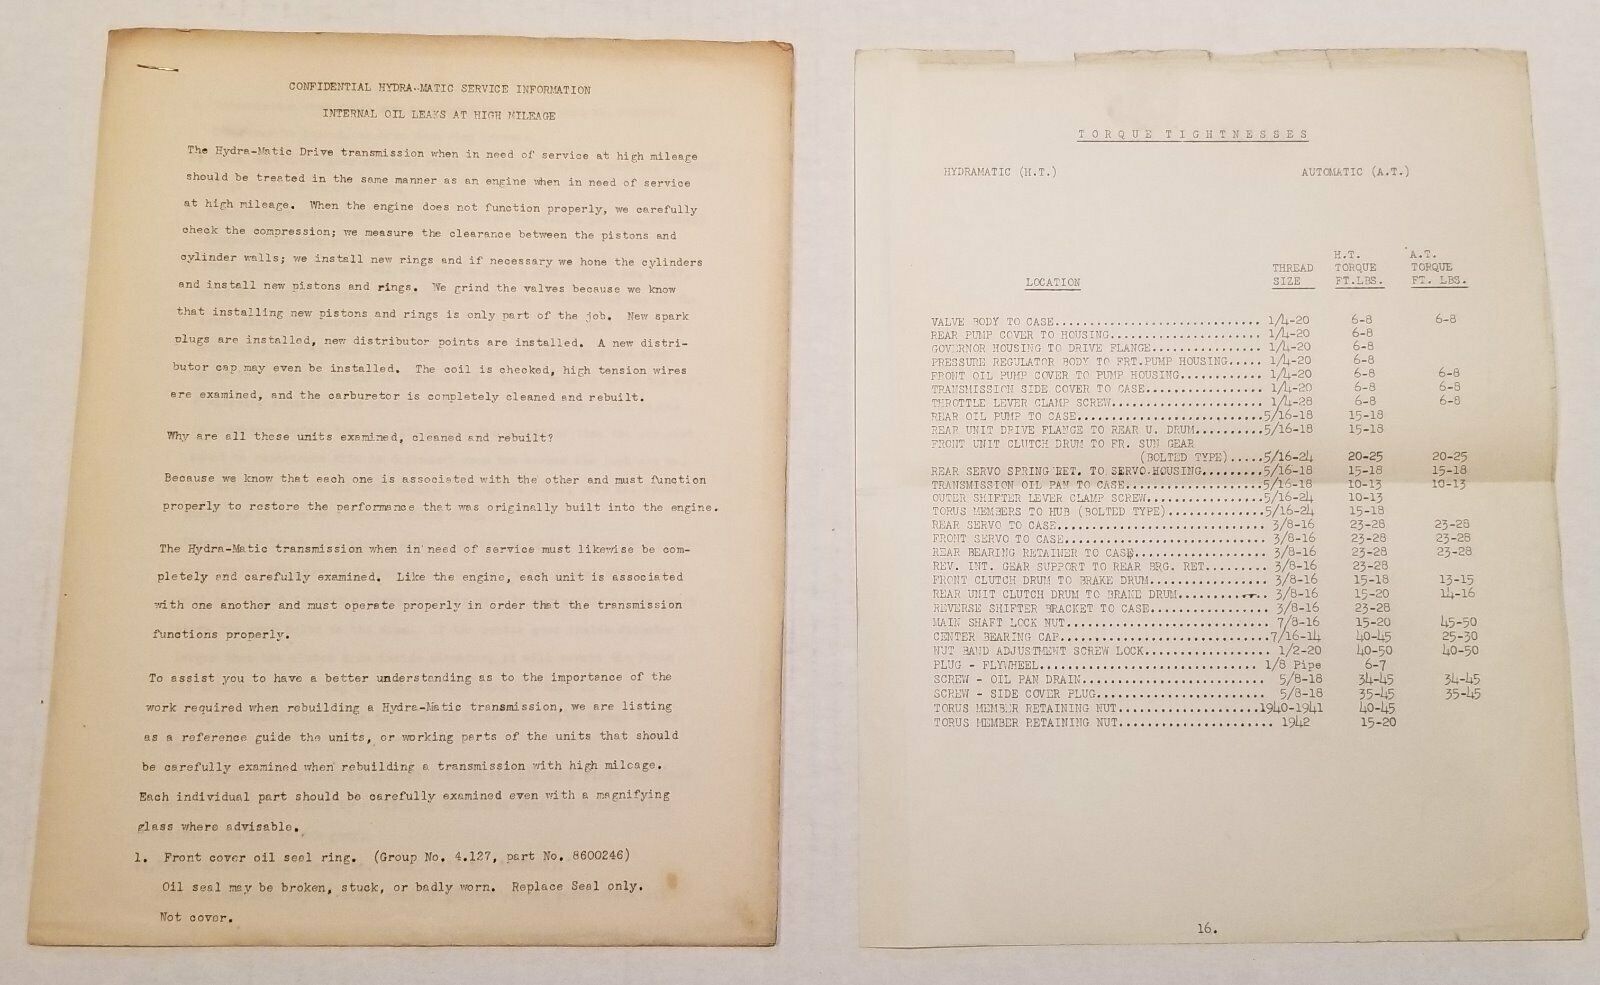 CONFIDENTIAL HYDRA-MATIC SERVICE INFORMATION
INTERNAL OIL LEAKS AT HIGH MILEAGE
The Hydra-Matic Drive transmission when in need of service at high mileage
should be treated in the same manner as an engine when in need of service
at high mileage. When the engine does not function properly, we carefully
check the compression; we measure the clearance between the pistons and
cylinder walls; we install new rings and if necessary we hone the cylinders
and install new pistons and rings. We grind the valves because we know
that installing new pistons and rings is only part of the job. New spark
plugs are installed, new distributor points are installed. A new distri-
butor cap may even be installed. The coil is checked, high tension wires
are examined, and the carburetor is completely cleaned and rebuilt.
Why are all these units examined, cleaned and rebuilt?
Because we know that each one is associated with the other and must function
properly to restore the performance that was originally built into the engine.
The Hydra-Matic transmission when in need of service must likewise be com-
pletely and carefully examined. Like the engine, each unit is associated
with one another and must operate properly in order that the transmission
functions properly.
To assist you to have a better understanding as to the importance of the
work required when rebuilding a Hydra-Matic transmission, we are listing
as a reference guide the units, or working parts of the units that should
be carefully examined when rebuilding a transmission with high mileage.
Each individual part should be carefully examined even with a magnifying
glass where advisable.
1. Front cover oil seal ring. (Group No. 4.127, part No. 8600246)
Oil seal may be broken, stuck, or badly worn. Replace Seal only.
Not cover.
TORQUE TIGHTNESSES
HYDRAMATIC (H.T.) AUTOMATIC (A.T.)
H.T. A.T.
THREAD TORQUE TORQUE
LOCATION SIZE FT.LBS. FT. LBS.
VALVE BODY TO CASE.............................. 1/4-20 6-8 6-8
REAR PUMP COVER TO HOUSING...................... 1/4-20 6-8
GOVERNOR HOUSING TO DRIVE FLANGE................ 1/4-20 6-8
PRESSURE REGULATOR BODY TO FRT.PUMP HOUSING..... 1/4-20 6-8
FRONT OIL PUMP COVER TO PUMP HOUSING............ 1/4-20 6-8 6-8
TRANSMISSION SIDE COVER TO CASE................. 1/4-20 6-8 6-8
THROTTLE LEVER CLAMP SCREW...................... 1/4-28 6-8 6-8
REAR OIL PUMP TO CASE...........................5/16-18 15-18
REAR UNIT DRIVE FLANGE TO REAR U. DRUM..........5/16-18 15-18
FRONT UNIT CLUTCH DRUM TO FR. SUN GEAR
(BOLTED TYPE).....5/16-24 20-25 20-25
REAR SERVO SPRING RET. TO SERVO HOUSING.........5/16-18 15-18 15-18
TRANSMISSION OIL PAN TO CASE....................5/16-18 10-13 10-13
OUTER SHIFTER LEVER CLAMP SCREW.................5/16-24 10-13
TORUS MEMBERS TO HUB (BOLTED TYPE)..............5/16-24 15-18
REAR SERVO TO CASE.............................. 3/8-16 23-28 23-28
FRONT SERVO TO CASE............................. 3/8-16 23-28 23-28
REAR BEARING RETAINER TO CASE................... 3/8-16 23-28 23-28
REV. INT. GEAR SUPPORT TO REAR BRG. RET......... 3/8-16 23-28
FRONT CLUTCH DRUM TO BRAKE DRUM................. 3/8-16 15-18 13-15
REAR UNIT CLUTCH DRUM TO BRAKE DRUM............. 3/8-16 15-20 14-16
REVERSE SHIFTER BRACKET TO CASE................. 3/8-16 23-28
MAIN SHAFT LOCK NUT............................. 7/8-16 15-20 45-50
CENTER BEARING CAP..............................7/16-14 40-45 25-30
NUT BAND ADJUSTMENT SCREW LOCK.................. 1/2-20 40-50 40-50
PLUG - FLYWHEEL................................ 1/8 Pipe 6-7
SCREW - OIL PAN DRAIN........................... 5/8-18 34-45 34-45
SCREW - SIDE COVER PLUG......................... 5/8-18 35-45 35-45
TORUS MEMBER RETAINING NUT.....................1940-1941 40-45
TORUS MEMBER RETAINING NUT....................... 1942 15-20
16.